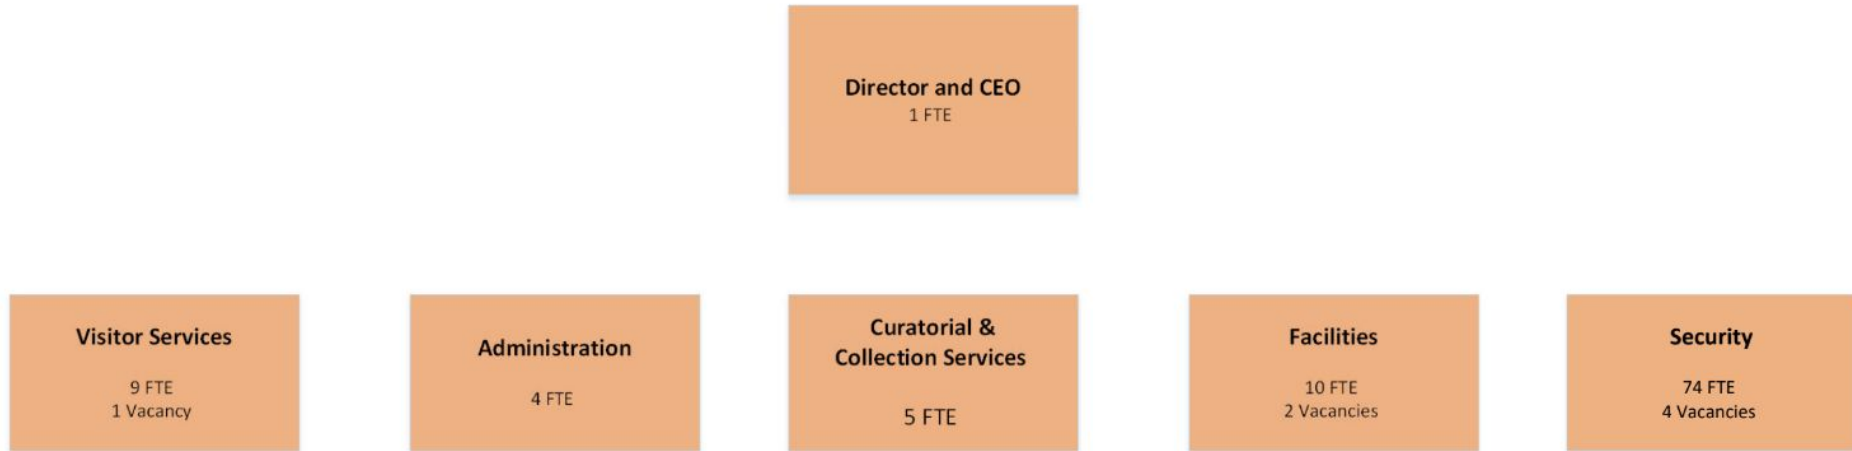 Director and CEO
1 FTE
Visitor Services
9 FTE
1 Vacancy
Administration
4 FTE
Curatorial &
Collection Services
5 FTE
Facilities
10 FTE
2 Vacancies
Security
74 FTE
4 Vacancies